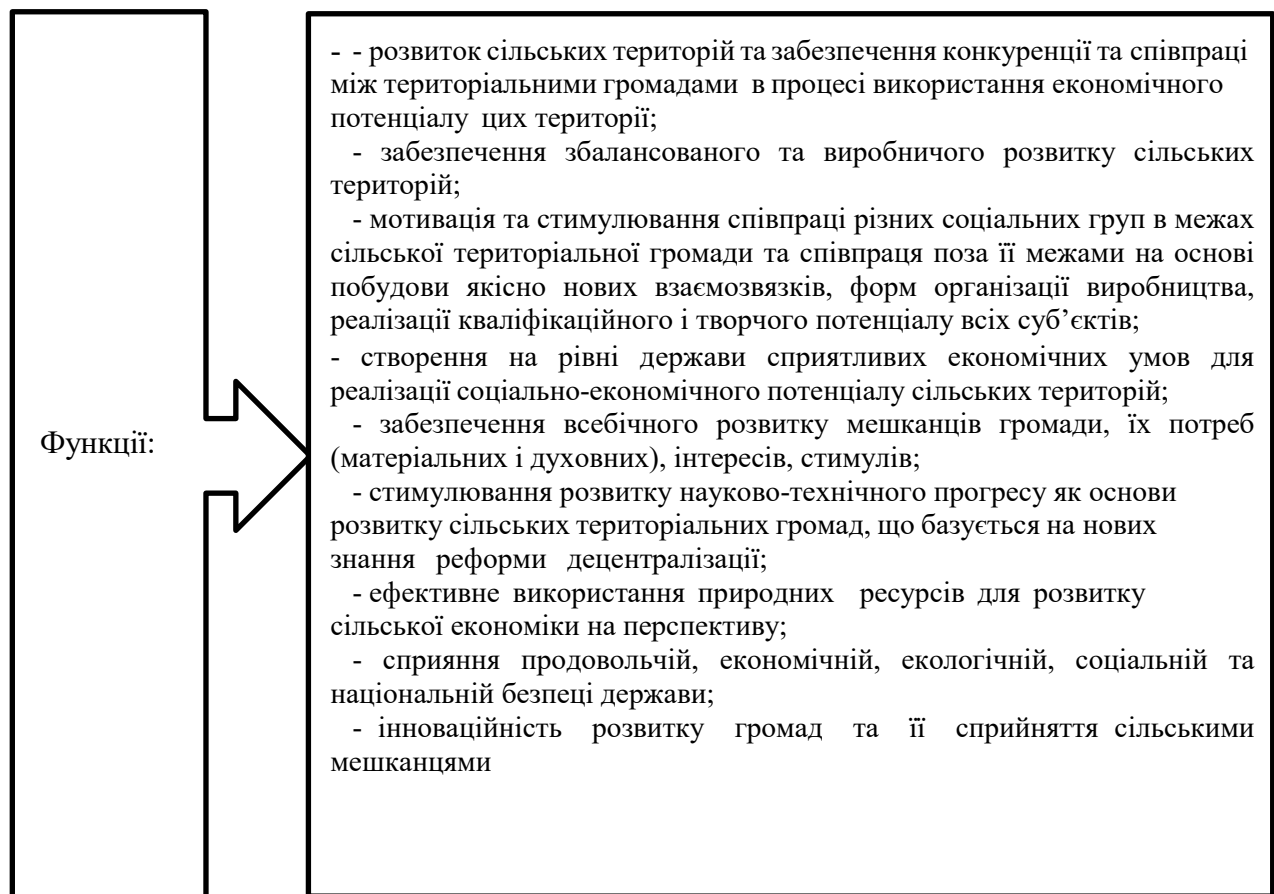 Функції:
- - розвиток сільських територій та забезпечення конкуренції та співпраці
між територіальними громадами в процесі використання економічного
потенціалу цих території;
- забезпечення збалансованого та виробничого розвитку сільських
територій;
- мотивація та стимулювання співпраці різних соціальних груп в межах
сільської територіальної громади та співпраця поза її межами на основі
побудови якісно нових взаємозвязків, форм організації виробництва,
реалізації кваліфікаційного і творчого потенціалу всіх суб’єктів;
- створення на рівні держави сприятливих економічних умов для
реалізації соціально-економічного потенціалу сільських територій;
- забезпечення всебічного розвитку мешканців громади, їх потреб
(матеріальних і духовних), інтересів, стимулів;
- стимулювання розвитку науково-технічного прогресу як основи
розвитку сільських територіальних громад, що базується на нових
знання реформи децентралізації;
- ефективне використання природних ресурсів для розвитку
сільської економіки на перспективу;
- сприяння продовольчій, економічній, екологічній, соціальній та
національній безпеці держави;
- інноваційність розвитку громад та її сприйняття сільськими
мешканцями